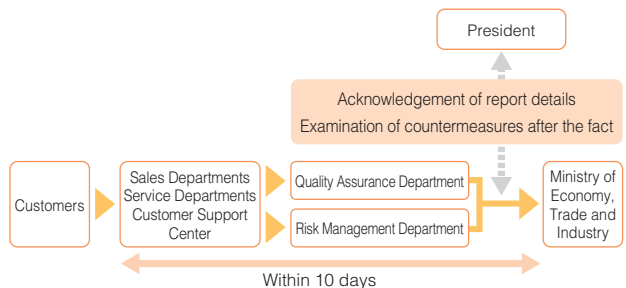 President
Acknowledgement of report details
Examination of countermeasures after the fact
Customers
Sales Departments
Service Departments
Customer Support
Center
Quality Assurance Department
Risk Management Department
Ministry of
Economy,
Trade and
Industry
Within 10 days